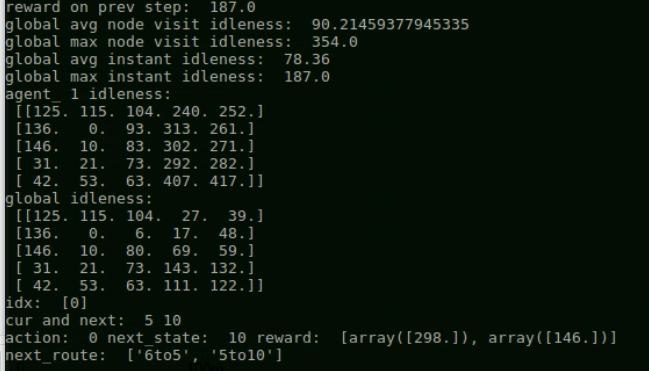 reward on prev step:  187.0
global avg node visit idleness:  90.21459377945335
global max node visit idleness:  354.0
global avg instant idleness:  78.36
global max instant idleness:  187.0
agent_ 1 idleness:
 [[125. 115. 104. 240. 252.]
 [136.   0.  93. 313. 261.]
 [146.  10.  83. 302. 271.]
 [ 31.  21.  73. 292. 282.]
 [ 42.  53.  63. 407. 417.]]
global idleness:
 [[125. 115. 104.  27.  39.]
 [136.   0.   6.  17.  48.]
 [146.  10.  80.  69.  59.]
 [ 31.  21.  73. 143. 132.]
 [ 42.  53.  63. 111. 122.]]
idx:  [0]
cur and next:  5 10
action:  0 next_state:  10 reward:  [array([298.]), array([146.])]
next_route:  ['6to5', '5to10']